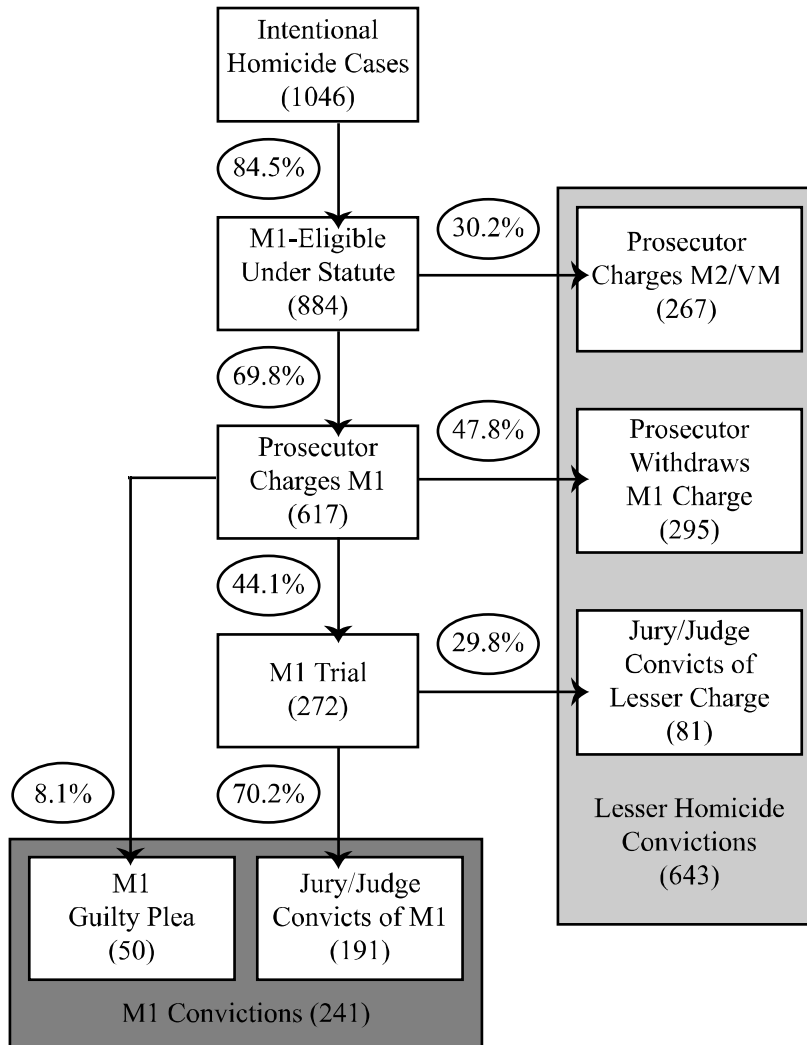 Intentional
Homicide Cases
(1046)
84.5%
M1-Eligible
Under Statute
(884)
30.2%
Prosecutor
Charges M2/VM
(267)
69.8%
Prosecutor
Charges M1
(617)
47.8%
Prosecutor
Withdraws
M1 Charge
(295)
44.1%
M1 Trial
(272)
29.8%
Jury/Judge
Convicts of
Lesser Charge
(81)
8.1%
70.2%
Lesser Homicide
Convictions
(643)
M1
Guilty Plea
(50)
Jury/Judge
Convicts of M1
(191)
M1 Convictions (241)